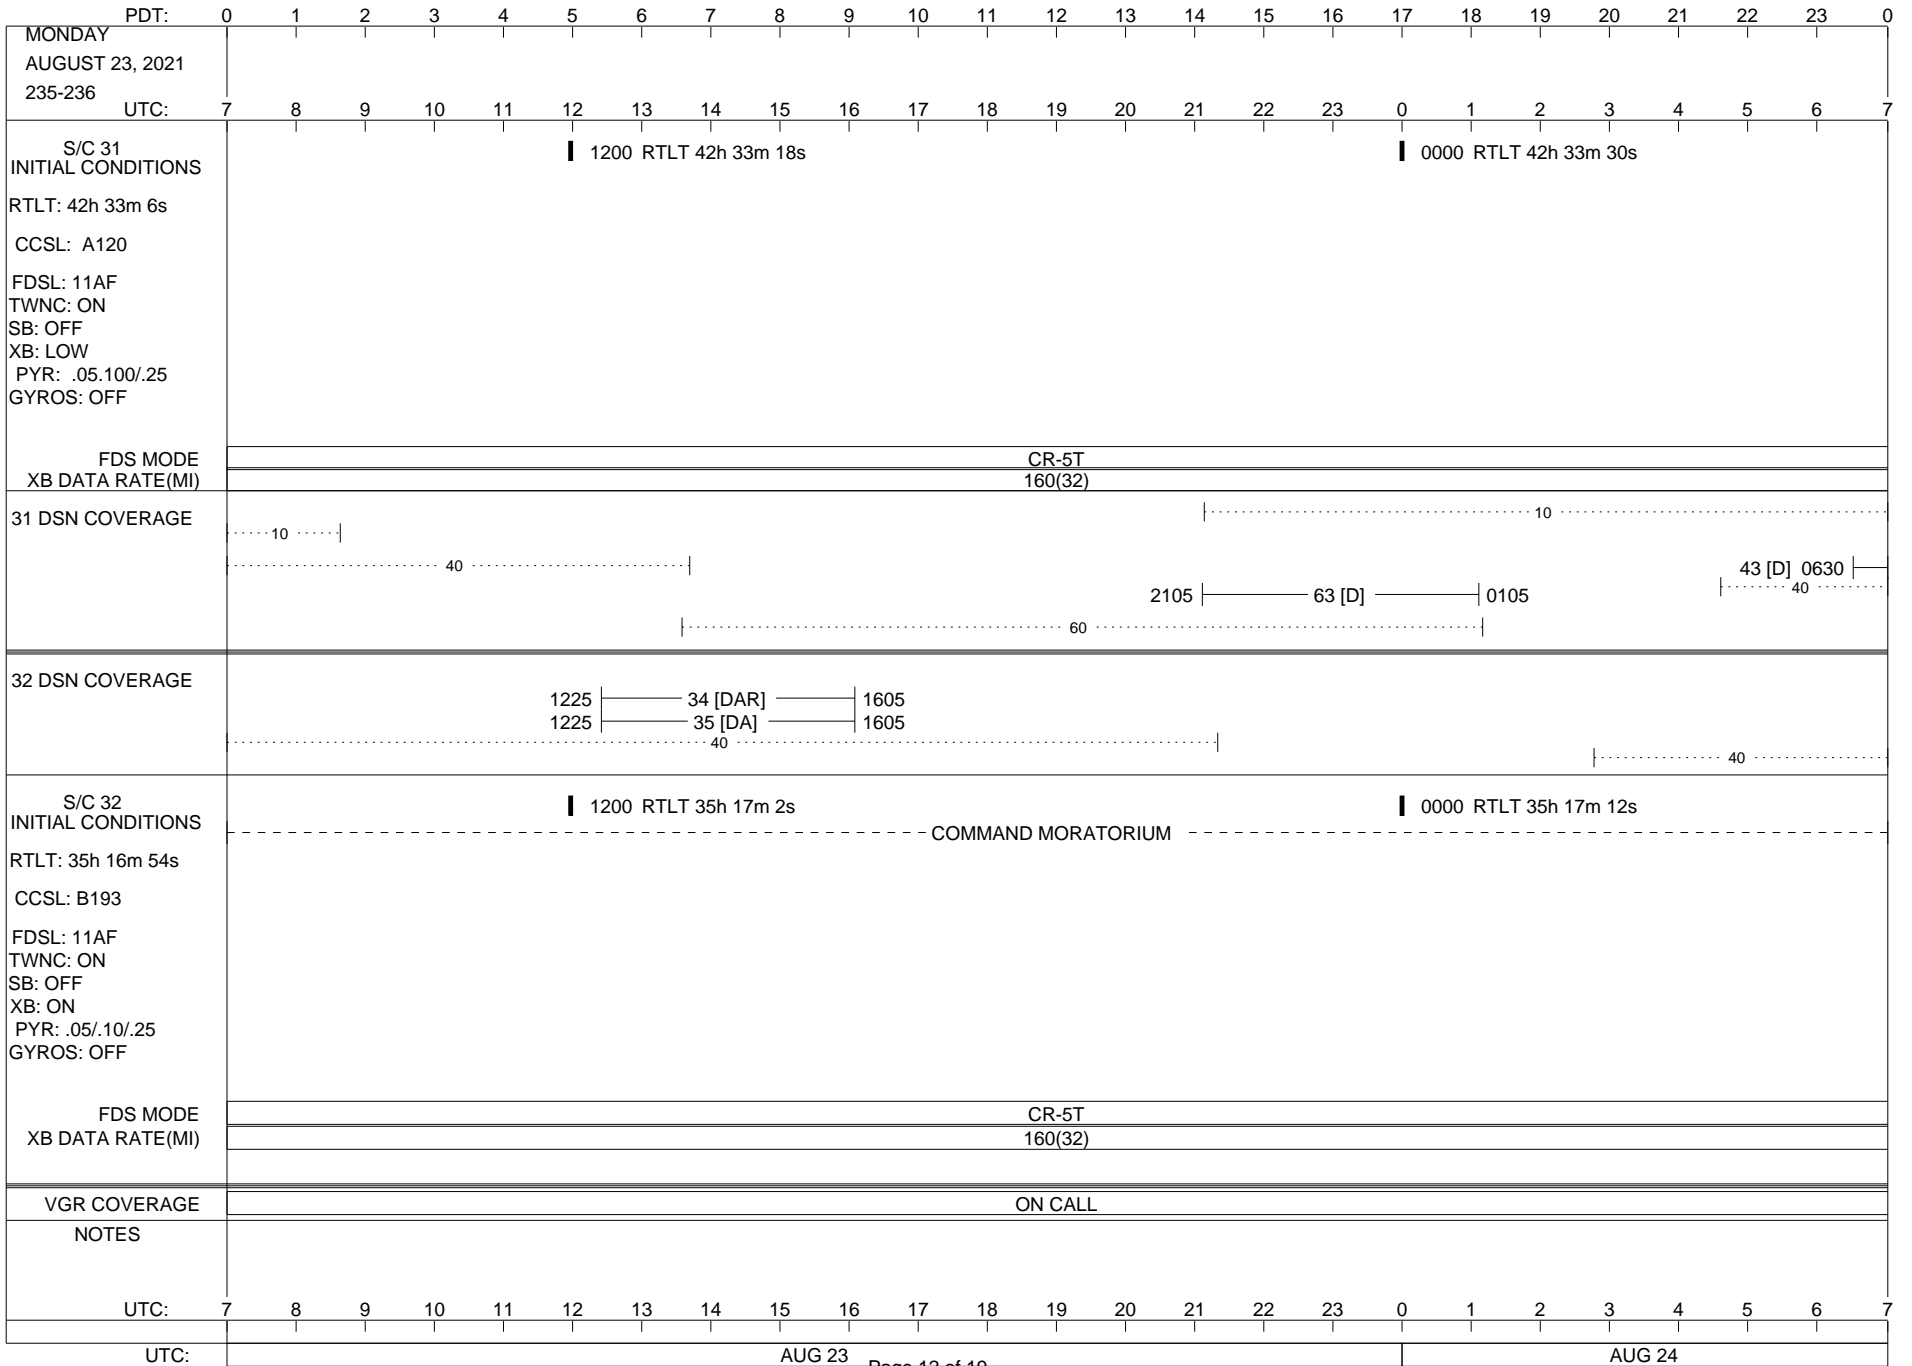 PDT: 0 1 2 3 4 5 6 7 8 9 10 11 12 13 14 15 16 17 18 19 20 21 22 23 0
MONDAY
AUGUST 23, 2021
235-236
UTC: 7 8 9 10 11 12 13 14 15 16 17 18 19 20 21 22 23 0 1 2 3 4 5 6 7
S/C 31
INITIAL CONDITIONS
1200 RTLT 42h 33m 18s
0000 RTLT 42h 33m 30s
RTLT: 42h 33m 6s
CCSL: A120
FDSL: 11AF
TWNC: ON
SB: OFF
XB: LOW
PYR: .05.100/.25
GYROS: OFF
FDS MODE CR-5T
XB DATA RATE(MI) 160(32)
31 DSN COVERAGE
10
10
40
43 [D] 0630
40
2105 63 [D] 0105
60
32 DSN COVERAGE
1225 34 [DAR] 1605
1225 35 [DA] 1605
40
40
S/C 32
INITIAL CONDITIONS
1200 RTLT 35h 17m 2s
0000 RTLT 35h 17m 12s
COMMAND MORATORIUM
RTLT: 35h 16m 54s
CCSL: B193
FDSL: 11AF
TWNC: ON
SB: OFF
XB: ON
PYR: .05/.10/.25
GYROS: OFF
FDS MODE CR-5T
XB DATA RATE(MI) 160(32)
VGR COVERAGE ON CALL
NOTES
UTC: 7 8 9 10 11 12 13 14 15 16 17 18 19 20 21 22 23 0 1 2 3 4 5 6 7
UTC: AUG 23 AUG 24